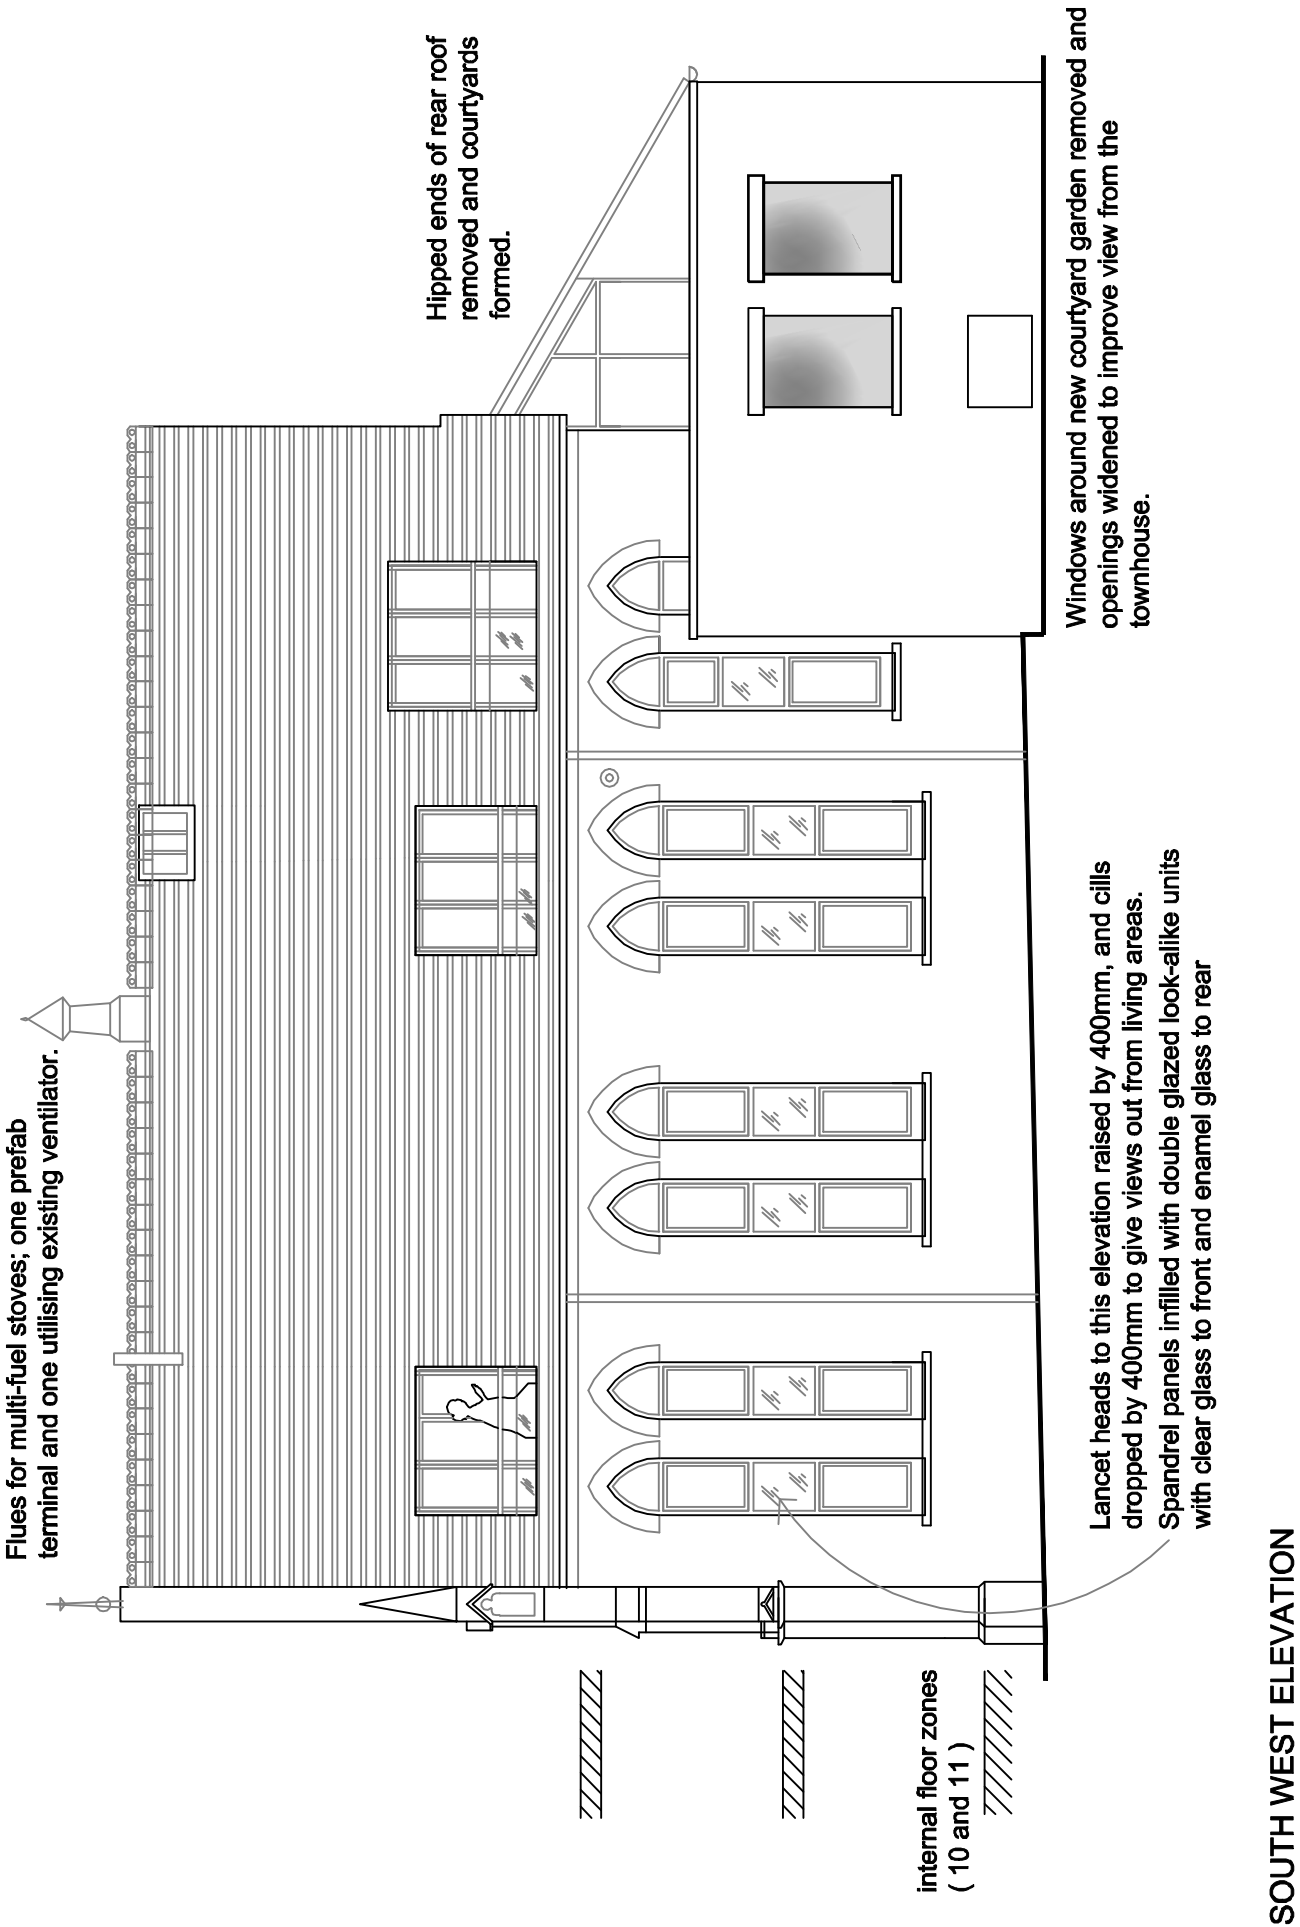 Flues for multi-fuel stoves; one prefab
terminal and one utilising existing ventilator.
Hipped ends of rear roof
removed and courtyards
formed.
internal floor zones
( 10 and 11 )
Lancet heads to this elevation raised by 400mm, and cills
dropped by 400mm to give views out from living areas.
Spandrel panels infilled with double glazed look-alike units
with clear glass to front and enamel glass to rear
Windows around new courtyard garden removed and
openings widened to improve view from the
townhouse.
SOUTH WEST ELEVATION